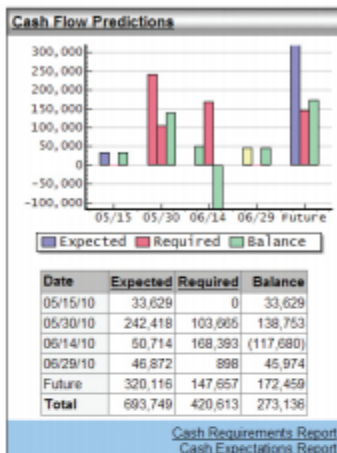 Cash Flow Predictions
300,000
250,000
200,000
150,000
100,000
50,000
0
-50,000
-100,000
05/15 05/30 06/14 06/29 Future
Expected Required Balance
Date Expected Required Balance
05/15/10 33,629 0 33,629
05/30/10 242,418 103,665 138,753
06/14/10 50,714 168,393 (117,680)
06/29/10 46,872 898 45,974
Future 320,116 147,657 172,459
Total 693,749 420,613 273,136
Cash Requirements Report
Cash Expectations Report